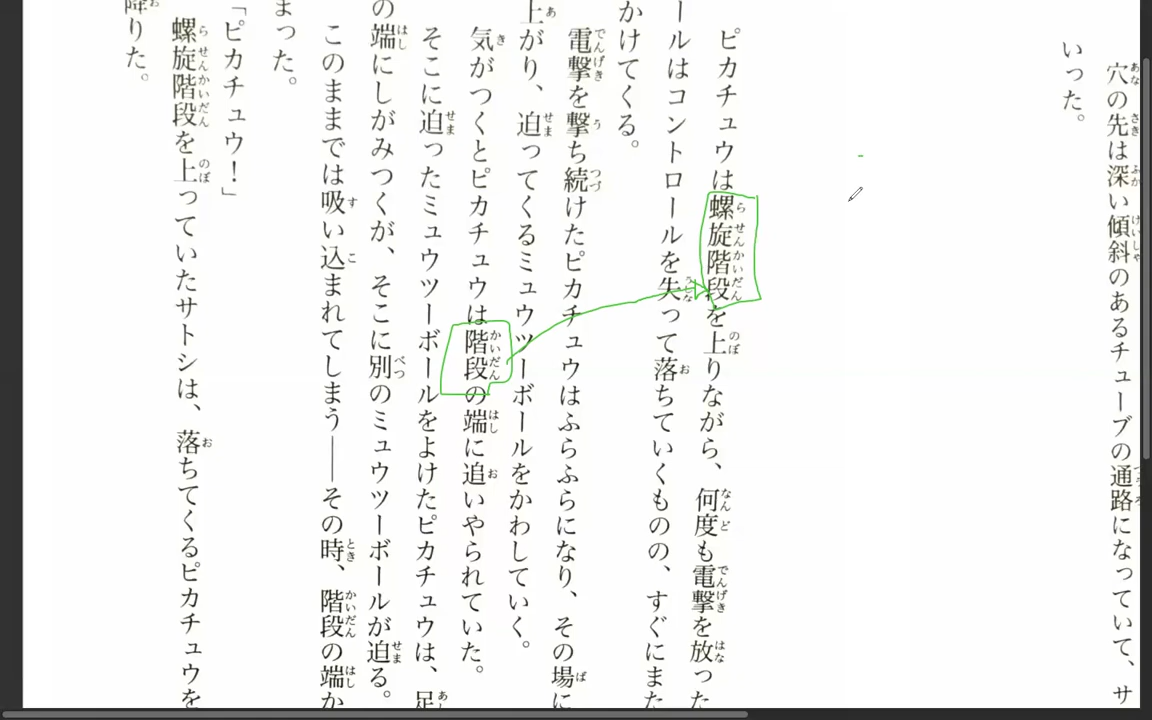 穴の先は深い傾斜のあるチューブの通路になっていて、サ
いった。
ピカチュウは螺旋階段を上りながら、何度も電撃を放った
ールはコントロールを失って落ちていくものの、すぐにまた
かけてくる。
電撃を撃ち続けたピカチュウはふらふらになり、その場に
上がり、迫ってくるミュウツーボールをかわしていく。
気がつくとピカチュウは階段の端に追いやられていた。
そこに迫ったミュウツーボールをよけたピカチュウは、足
の端にしがみつくが、そこに別のミュウツーボールが迫る。
このままでは吸い込まれてしまう――その時、階段の端か
まった。
「ピカチュウ！」
螺旋階段を上っていたサトシは、落ちてくるピカチュウを
降りた。